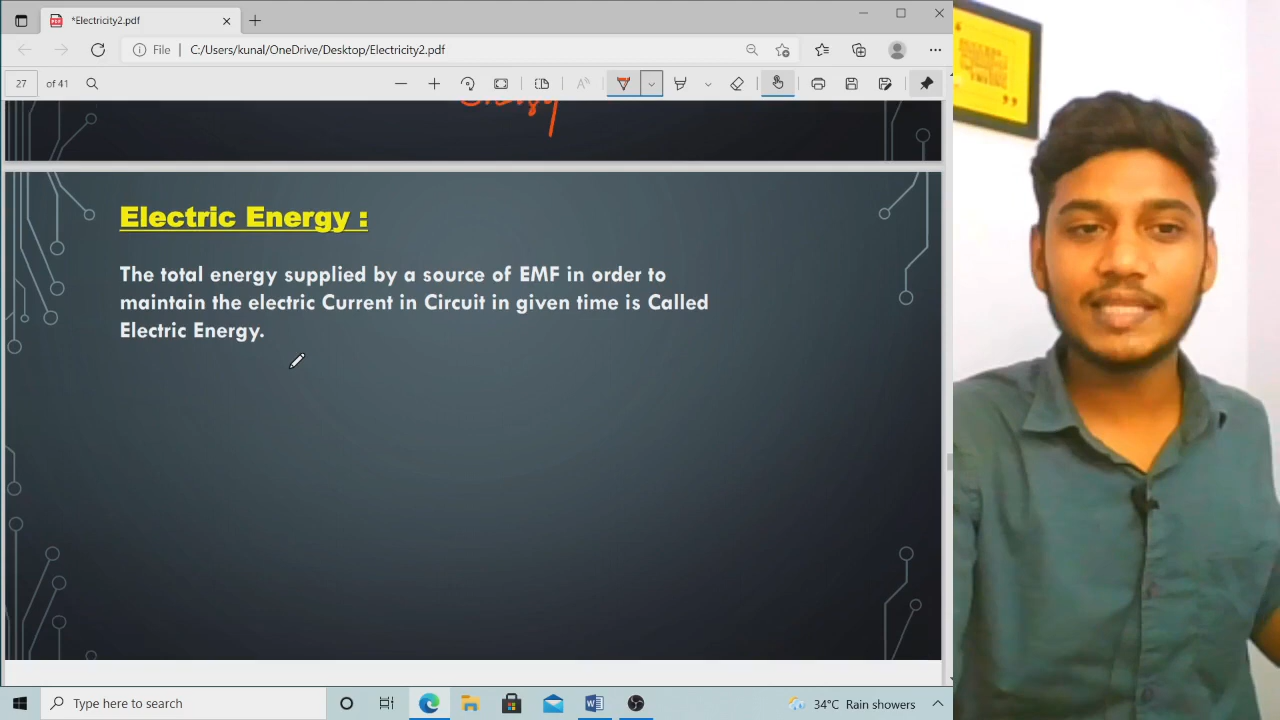 *Electricity2.pdf
File
C:/Users/kunal/OneDrive/Desktop/Electricity2.pdf
27 of 41
Energy
Electric Energy :
The total energy supplied by a source of EMF in order to
maintain the electric Current in Circuit in given time is Called
Electric Energy.
Type here to search
34°C Rain showers